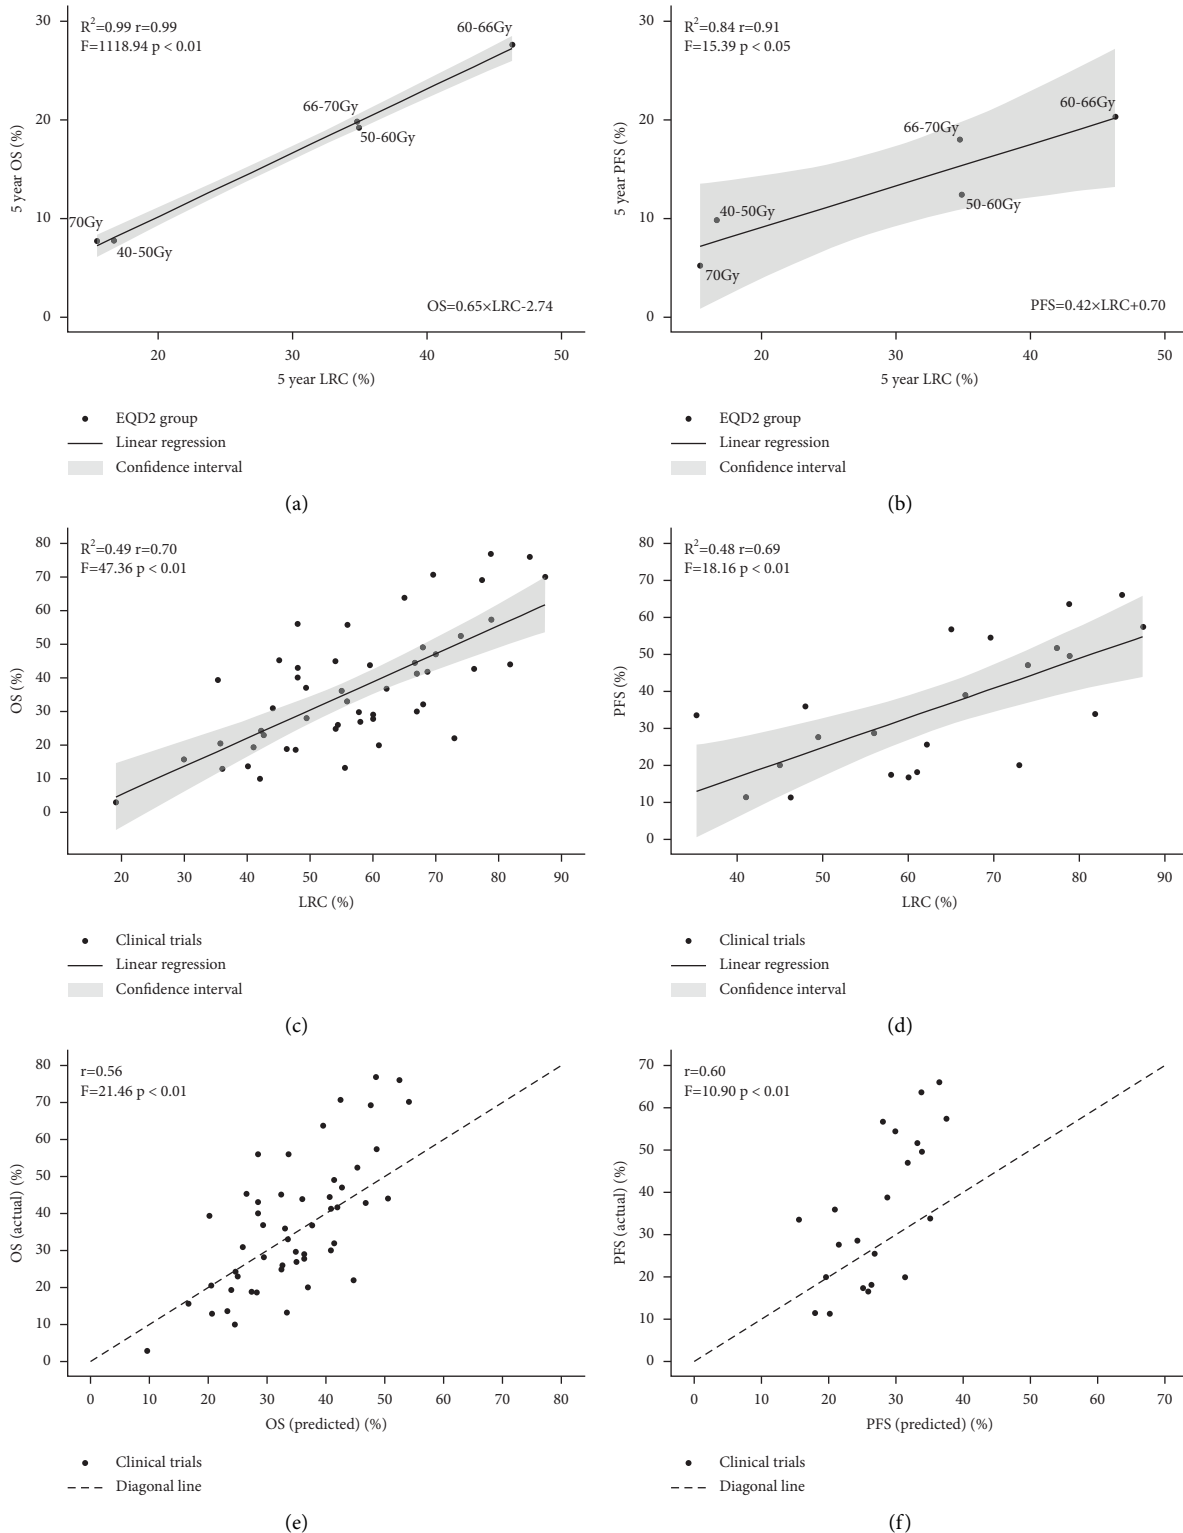 R²=0.99 r=0.99
F=1118.94 p < 0.01
60-66Gy
66-70Gy
50-60Gy
70Gy
40-50Gy
OS=0.65×LRC-2.74
30
20
10
0
5 year OS (%)
20 30 40 50
5 year LRC (%)
EQD2 group
Linear regression
Confidence interval
(a)
R²=0.84 r=0.91
F=15.39 p < 0.05
60-66Gy
66-70Gy
50-60Gy
40-50Gy
70Gy
PFS=0.42×LRC+0.70
30
20
10
0
5 year PFS (%)
20 30 40 50
5 year LRC (%)
EQD2 group
Linear regression
Confidence interval
(b)
R²=0.49 r=0.70
F=47.36 p < 0.01
80
70
60
50
40
30
20
10
0
OS (%)
20 30 40 50 60 70 80 90
LRC (%)
Clinical trials
Linear regression
Confidence interval
(c)
R²=0.48 r=0.69
F=18.16 p < 0.01
80
70
60
50
40
30
20
10
0
PFS (%)
40 50 60 70 80 90
LRC (%)
Clinical trials
Linear regression
Confidence interval
(d)
r=0.56
F=21.46 p < 0.01
80
70
60
50
40
30
20
10
0
OS (actual) (%)
0 10 20 30 40 50 60 70 80
OS (predicted) (%)
Clinical trials
Diagonal line
(e)
r=0.60
F=10.90 p < 0.01
70
60
50
40
30
20
10
0
PFS (actual) (%)
0 10 20 30 40 50 60 70
PFS (predicted) (%)
Clinical trials
Diagonal line
(f)